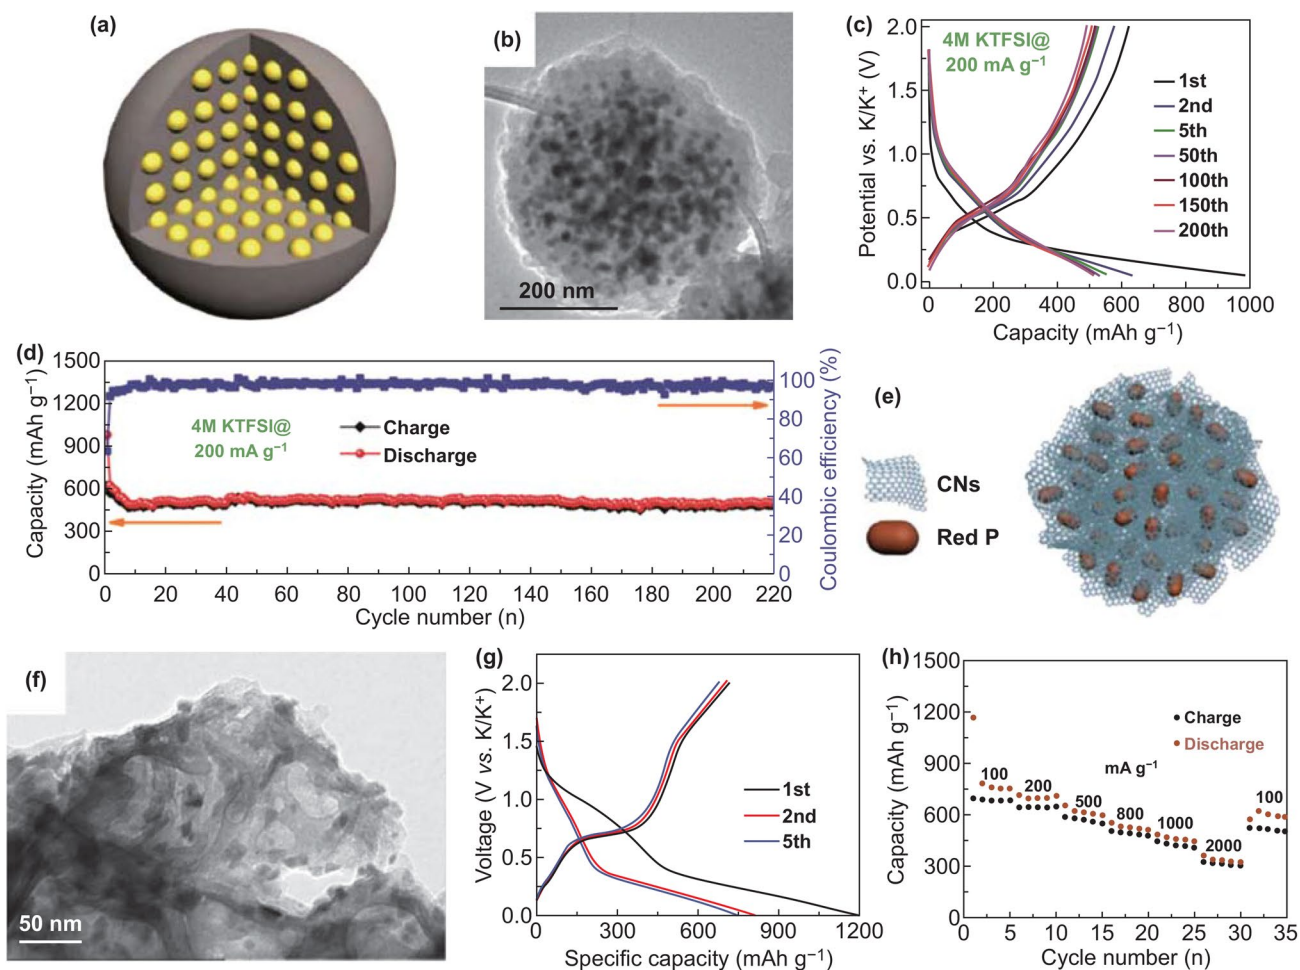 (a)
(b)
200 nm
(c)
4M KTFSI@
200 mA g⁻¹
2.0
1.5
1.0
0.5
0.0
Potential vs. K/K⁺ (V)
1st
2nd
5th
50th
100th
150th
200th
0 200 400 600 800 1000
Capacity (mAh g⁻¹)
(d)
1500
1200
900
600
300
0
Capacity (mAh g⁻¹)
4M KTFSI@
200 mA g⁻¹
Charge
Discharge
100
80
60
40
20
0
Coulombic efficiency (%)
0 20 40 60 80 100 120 140 160 180 200 220
Cycle number (n)
(e)
CNs
Red P
(f)
50 nm
(g)
2.0
1.5
1.0
0.5
0.0
Voltage (V vs. K/K⁺)
1st
2nd
5th
0 300 600 900 1200
Specific capacity (mAh g⁻¹)
(h)
1500
1200
900
600
300
0
Capacity (mAh g⁻¹)
Charge
Discharge
mA g⁻¹
100
200
500
800
1000
2000
100
0 5 10 15 20 25 30 35
Cycle number (n)